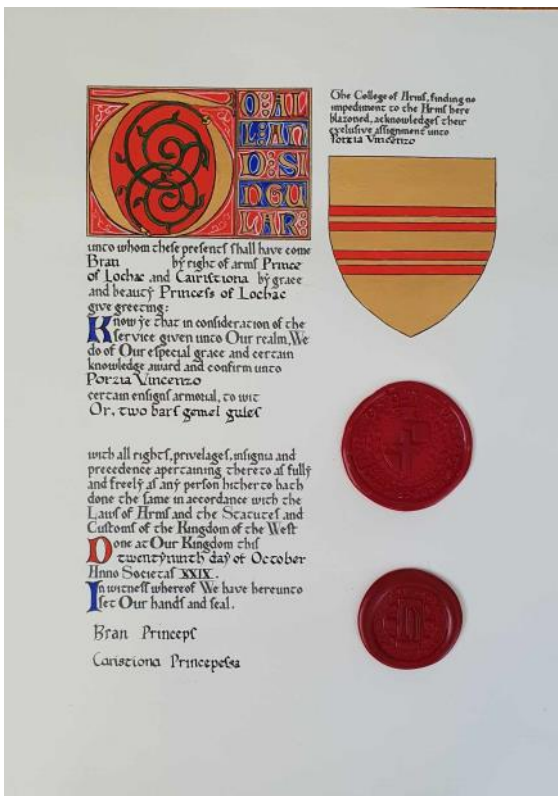 TO:AL
L:AN
D:SI
NGU
LAR:
unto whom these presents shall have come
Bran by right of arms Prince
of Lochac and Cairistiona by grace
and beauty Princess of Lochac
give greeting:
Know ye that in consideration of the
service given unto Our realm, We
do of Our especial grace and certain
knowledge award and confirm unto
Porzia Vincenzo
certain ensigns armorial, to wit
Or, two bars gemel gules
with all rights, privelages, insignia and
precedence apertaining thereto as fully
and freely as any person hitherto hath
done the same in accordance with the
Laws of Arms and the Statutes and
Customs of the Kingdom of the West
Done at Our Kingdom this
twentyninth day of October
Anno Societas XXIX.
In witness whereof We have hereunto
set Our hands and seal.
Bran Princeps
Caristiona Princepessa
The College of Arms, finding no
impediment to the Arms here
blazoned, acknowledges their
exclusive assignment unto
Porzia Vincenzo